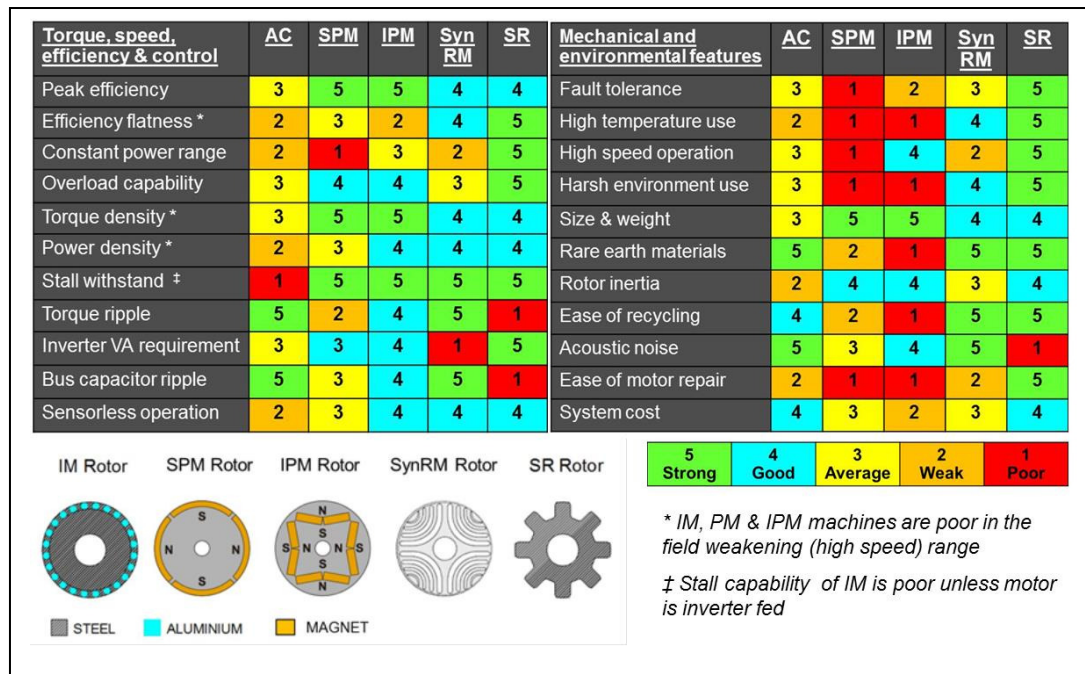 Torque, speed, efficiency & control AC SPM IPM Syn RM SR
Peak efficiency 3 5 5 4 4
Efficiency flatness * 2 3 2 4 5
Constant power range 2 1 3 2 5
Overload capability 3 4 4 3 5
Torque density * 3 5 5 4 4
Power density * 2 3 4 4 4
Stall withstand ‡ 1 5 5 5 5
Torque ripple 5 2 4 5 1
Inverter VA requirement 3 3 4 1 5
Bus capacitor ripple 5 3 4 5 1
Sensorless operation 2 3 4 4 4
Mechanical and environmental features AC SPM IPM Syn RM SR
Fault tolerance 3 1 2 3 5
High temperature use 2 1 1 4 5
High speed operation 3 1 4 2 5
Harsh environment use 3 1 1 4 5
Size & weight 3 5 5 4 4
Rare earth materials 5 2 1 5 5
Rotor inertia 2 4 4 3 4
Ease of recycling 4 2 1 5 5
Acoustic noise 5 3 4 5 1
Ease of motor repair 2 1 1 2 5
System cost 4 3 2 3 4
IM Rotor SPM Rotor IPM Rotor SynRM Rotor SR Rotor
S
N N
S
N
S
S N N S
S
N
STEEL ALUMINIUM MAGNET
5 4 3 2 1
Strong Good Average Weak Poor
* IM, PM & IPM machines are poor in the
field weakening (high speed) range
‡ Stall capability of IM is poor unless motor
is inverter fed